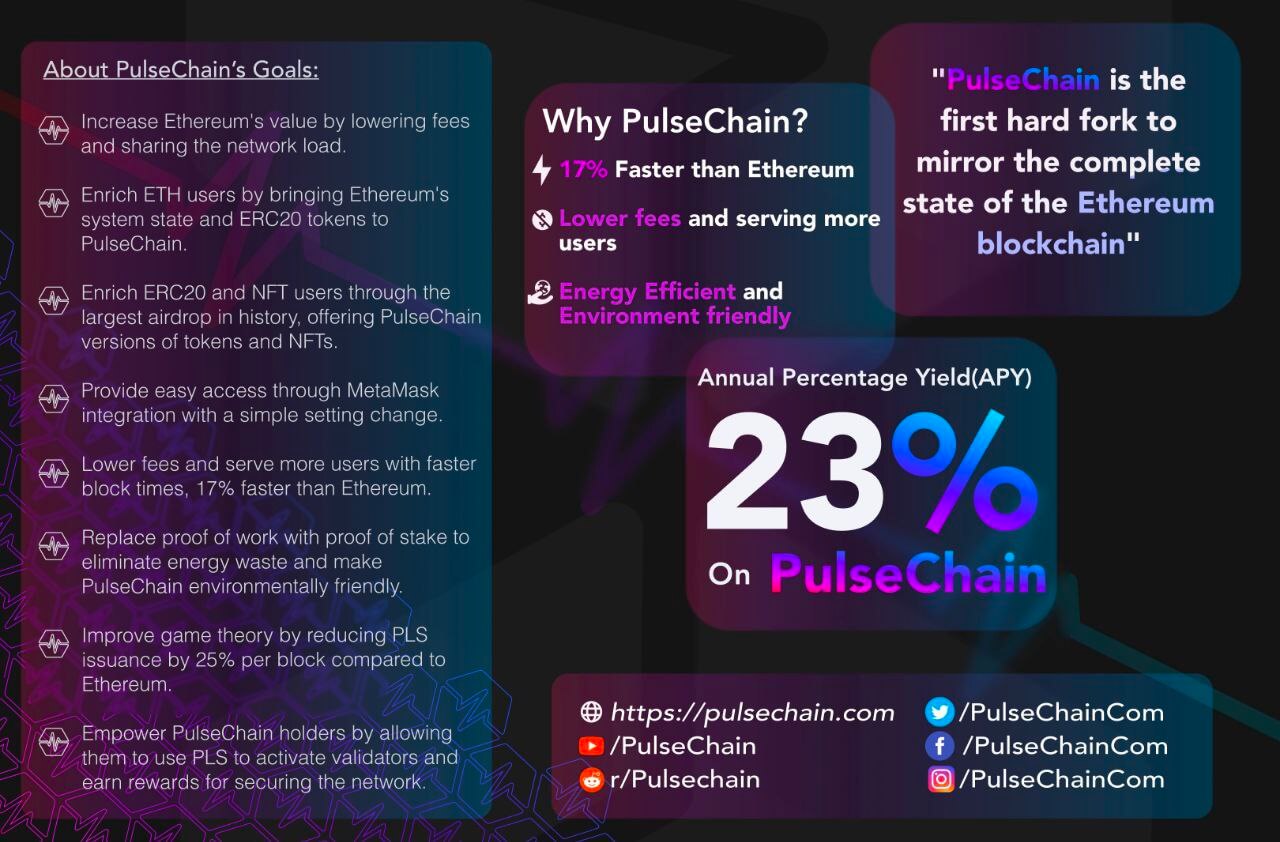 About PulseChain's Goals:
Increase Ethereum's value by lowering fees
and sharing the network load.
Enrich ETH users by bringing Ethereum's
system state and ERC20 tokens to
PulseChain.
Enrich ERC20 and NFT users through the
largest airdrop in history, offering PulseChain
versions of tokens and NFTs.
Provide easy access through MetaMask
integration with a simple setting change.
Lower fees and serve more users with faster
block times, 17% faster than Ethereum.
Replace proof of work with proof of stake to
eliminate energy waste and make
PulseChain environmentally friendly.
Improve game theory by reducing PLS
issuance by 25% per block compared to
Ethereum.
Empower PulseChain holders by allowing
them to use PLS to activate validators and
earn rewards for securing the network.
Why PulseChain?
17% Faster than Ethereum
Lower fees and serving more
users
Energy Efficient and
Environment friendly
"PulseChain is the
first hard fork to
mirror the complete
state of the Ethereum
blockchain"
Annual Percentage Yield(APY)
23%
On PulseChain
https://pulsechain.com
/PulseChain
r/Pulsechain
/PulseChainCom
/PulseChainCom
/PulseChainCom